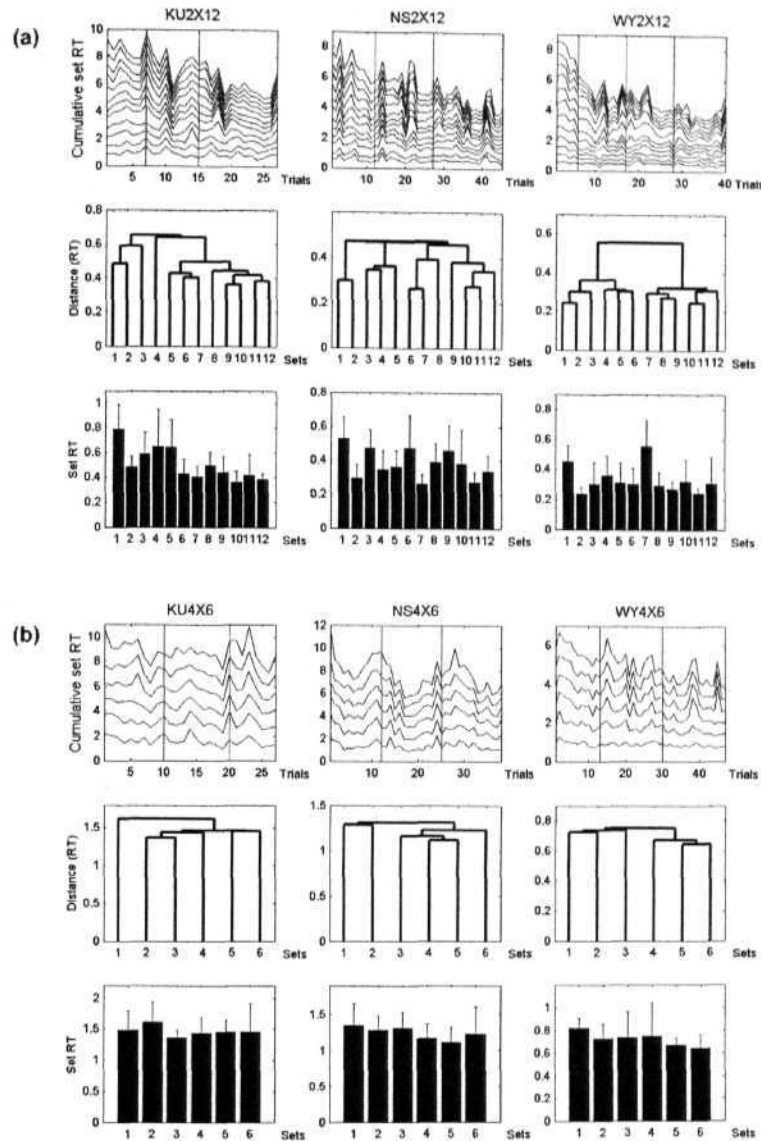 (a)
KU2X12 NS2X12 WY2X12
Cumulative set RT
10 8 6 4 2 0
5 10 15 20 25 Trials
8 6 4 2 0
10 20 30 40 Trials
8 6 4 2 0
10 20 30 40 Trials
Distance (RT)
0.8 0.6 0.4 0.2 0
1 2 3 4 5 6 7 8 9 10 11 12 Sets
0.4 0.2 0
1 2 3 4 5 6 7 8 9 10 11 12 Sets
0.6 0.4 0.2 0
1 2 3 4 5 6 7 8 9 10 11 12 Sets
Set RT
1 0.8 0.6 0.4 0.2 0
1 2 3 4 5 6 7 8 9 10 11 12 Sets
0.8 0.6 0.4 0.2 0
1 2 3 4 5 6 7 8 9 10 11 12 Sets
0.8 0.6 0.4 0.2 0
1 2 3 4 5 6 7 8 9 10 11 12 Sets
(b)
KU4X6 NS4X6 WY4X6
Cumulative set RT
10 8 6 4 2 0
5 10 15 20 25 Trials
12 10 8 6 4 2 0
10 20 30 Trials
6 4 2 0
10 20 30 40 Trials
Distance (RT)
1.5 1 0.5 0
1 2 3 4 5 6 Sets
1.5 1 0.5 0
1 2 3 4 5 6 Sets
0.8 0.6 0.4 0.2 0
1 2 3 4 5 6 Sets
Set RT
2 1.5 1 0.5 0
1 2 3 4 5 6 Sets
1.5 1 0.5 0
1 2 3 4 5 6 Sets
1 0.8 0.6 0.4 0.2 0
1 2 3 4 5 6 Sets